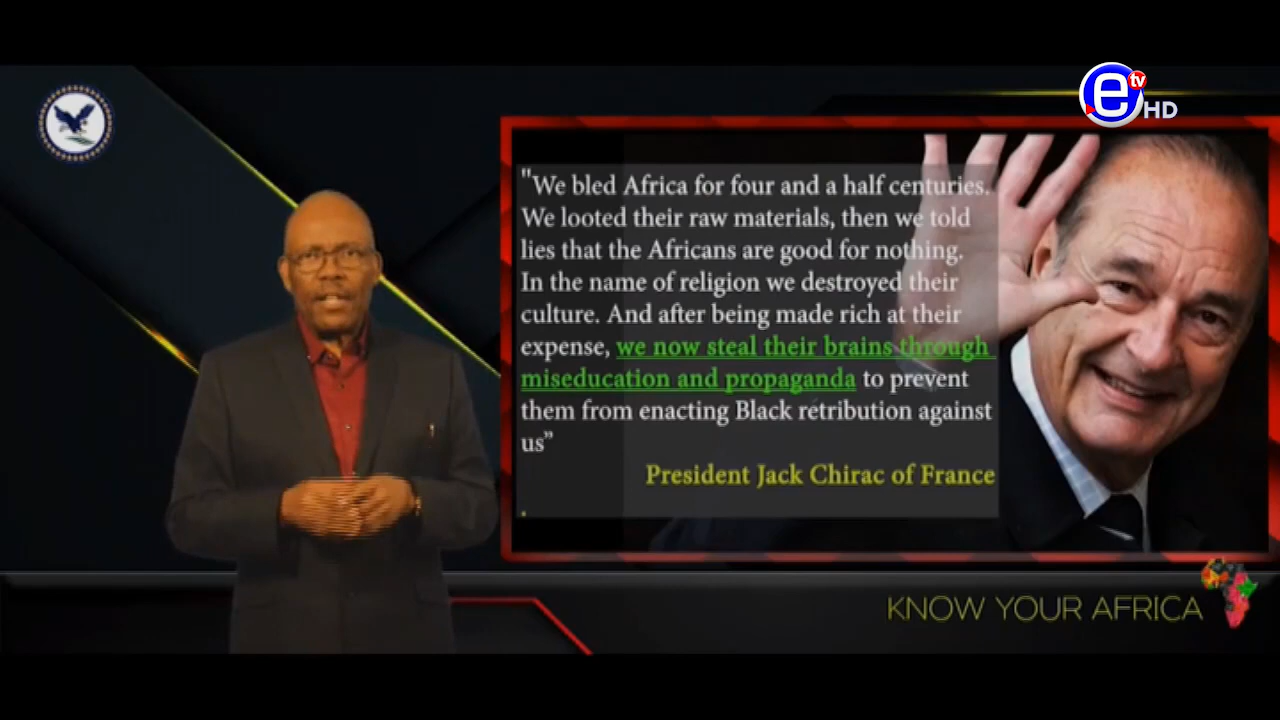 e tv HD
"We bled Africa for four and a half centuries.
We looted their raw materials, then we told
lies that the Africans are good for nothing.
In the name of religion we destroyed their
culture. And after being made rich at their
expense, we now steal their brains through
miseducation and propaganda to prevent
them from enacting Black retribution against
us”
President Jack Chirac of France
.
KNOW YOUR AFRICA